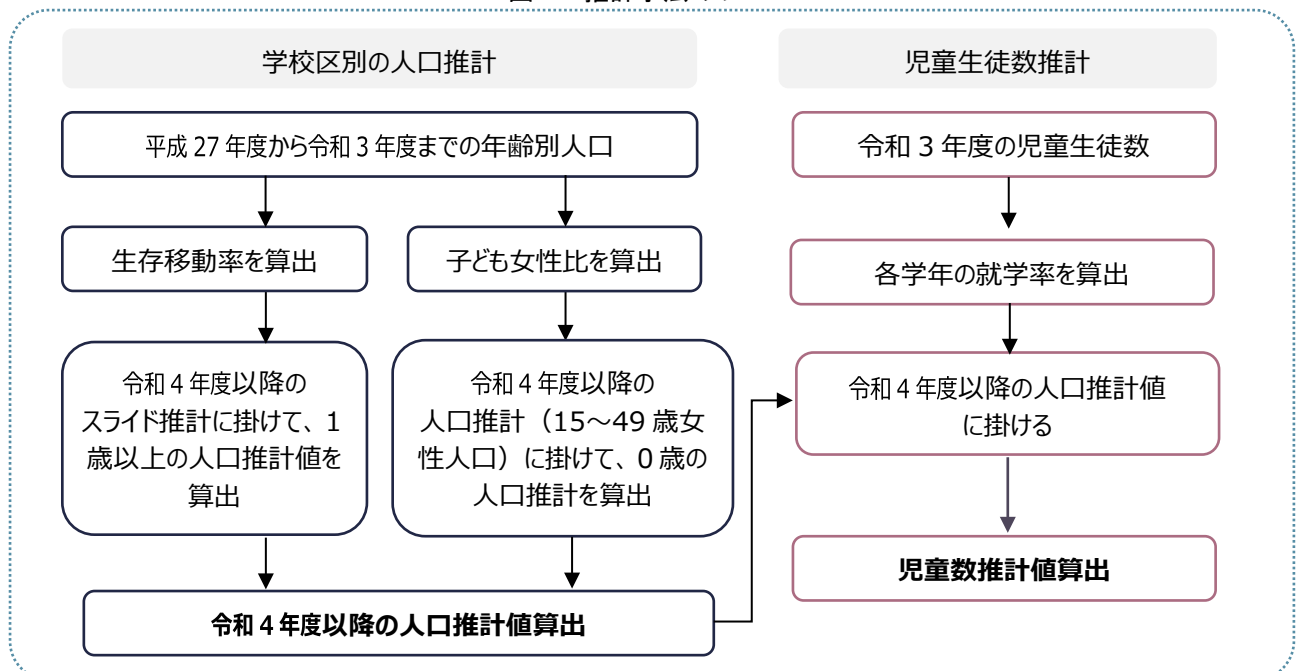 学校区別の人口推計
平成 27 年度から令和 3 年度までの年齢別人口
生存移動率を算出
子ども女性比を算出
令和 4 年度以降の
スライド推計に掛けて、1
歳以上の人口推計値を
算出
令和 4 年度以降の
人口推計(15~49 歳女
性人口)に掛けて、0 歳の
人口推計を算出
令和 4 年度以降の人口推計値算出
児童生徒数推計
令和 3 年度の児童生徒数
各学年の就学率を算出
令和 4 年度以降の人口推計値
に掛ける
児童数推計値算出